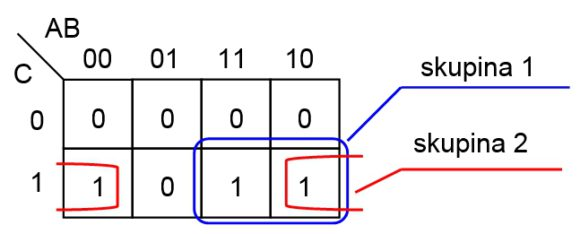 AB
00 01 11 10
C
skupina 1
0 0 0 0 0
skupina 2
1 1 0 1 1